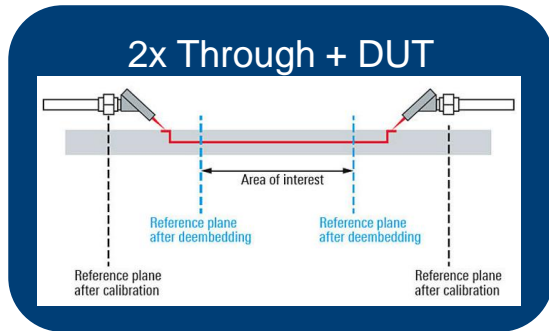 2x Through + DUT
Area of interest
Reference plane
after deembedding
Reference plane
after deembedding
Reference plane
after calibration
Reference plane
after calibration